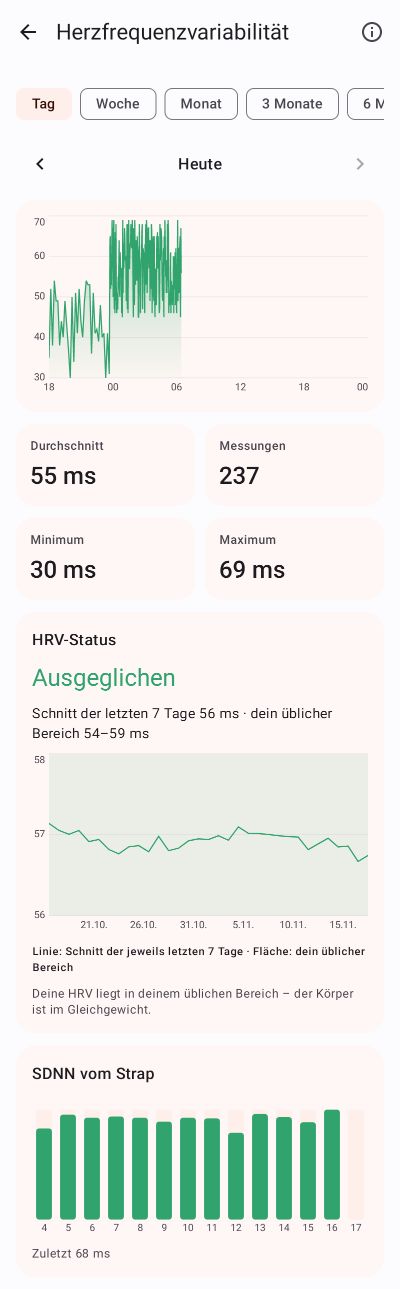 Herzfrequenzvariabilität
Tag
Woche
Monat
3 Monate
6 M
Heute
70
60
50
40
30
18
00
06
12
18
00
Durchschnitt
55 ms
Messungen
237
Minimum
30 ms
Maximum
69 ms
HRV-Status
Ausgeglichen
Schnitt der letzten 7 Tage 56 ms · dein üblicher
Bereich 54–59 ms
58
57
56
21.10.
26.10.
31.10.
5.11.
10.11.
15.11.
Linie: Schnitt der jeweils letzten 7 Tage · Fläche: dein üblicher
Bereich
Deine HRV liegt in deinem üblichen Bereich – der Körper
ist im Gleichgewicht.
SDNN vom Strap
4
5
6
7
8
9
10
11
12
13
14
15
16
17
Zuletzt 68 ms